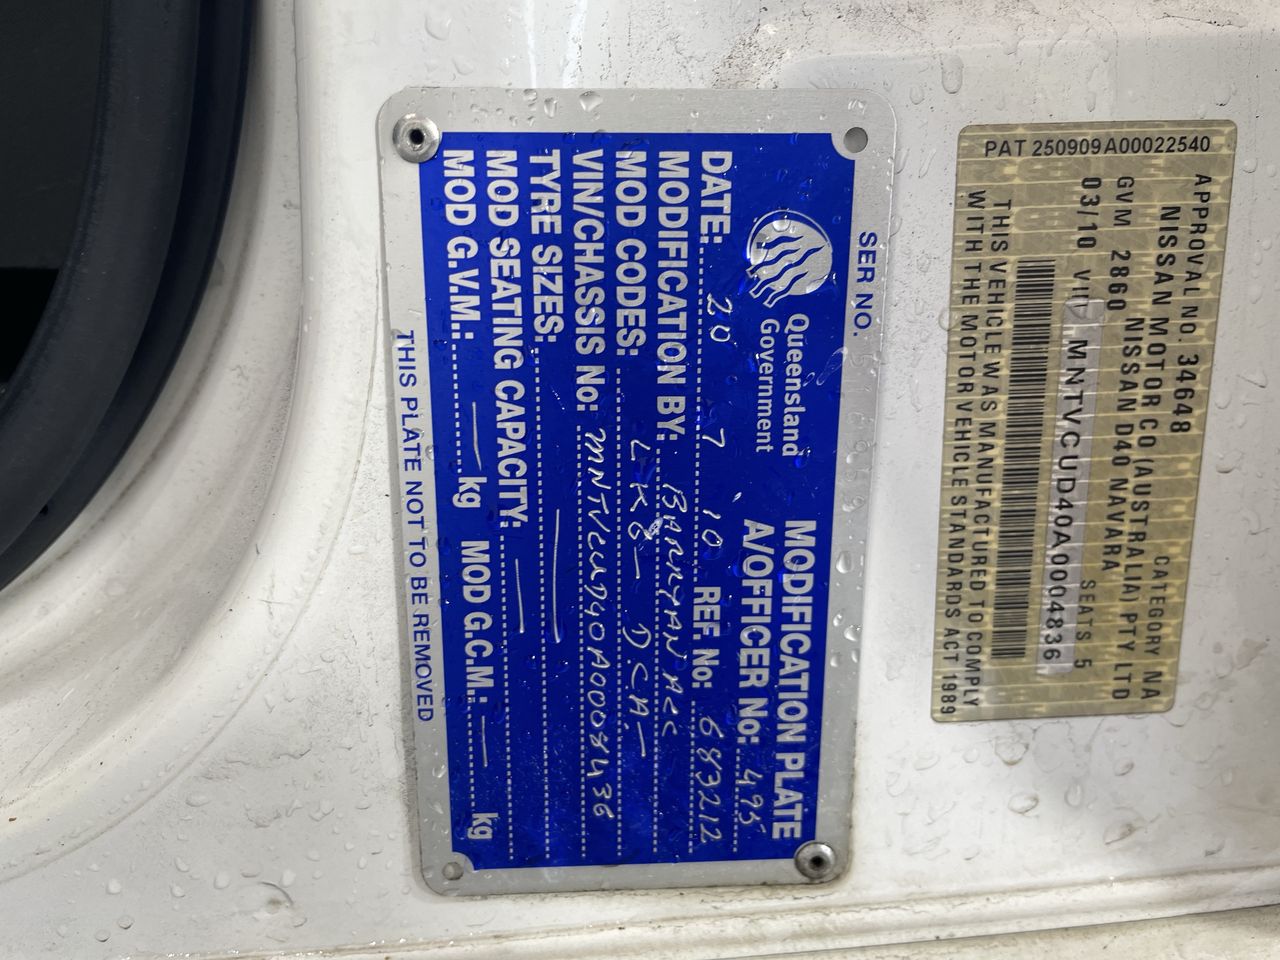 PAT 250909A00022540
APPROVAL NO. 34648 CATEGORY NA
NISSAN MOTOR CO (AUSTRALIA) PTY LTD
GVM 2860 NISSAN D40 NAVARA
03/10 VIN MNTVCUD40A0004836 SEATS 5
THIS VEHICLE WAS MANUFACTURED TO COMPLY
WITH THE MOTOR VEHICLE STANDARDS ACT 1989
SER NO.
Queensland
Government
MODIFICATION PLATE
A/OFFICER No: 495
DATE: 20 7 10 REF. No: 683212
MODIFICATION BY:
MOD CODES: LK8 - D.C.A. -
VIN/CHASSIS No: MNTVCUD40A0008436
TYRE SIZES: —
MOD SEATING CAPACITY: —
MOD G.V.M.: — kg MOD G.C.M.: — kg
THIS PLATE NOT TO BE REMOVED